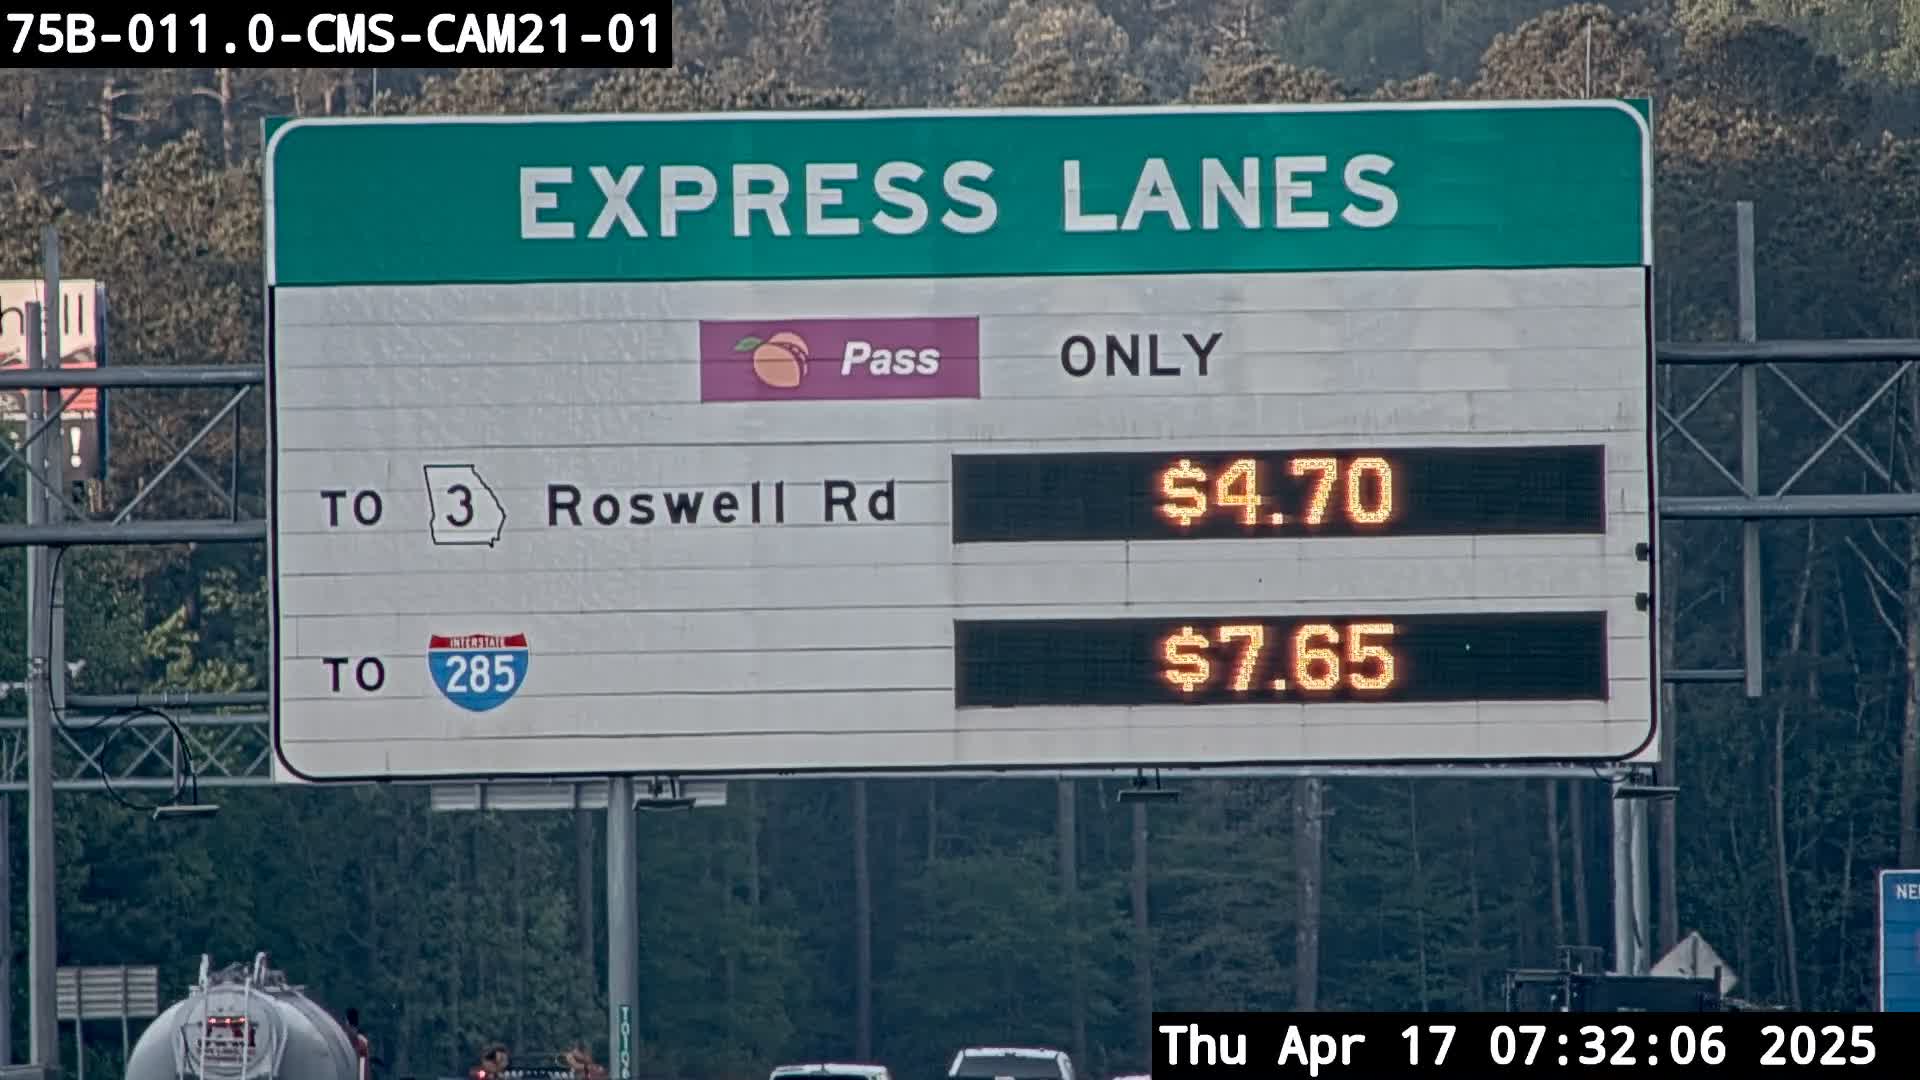 75B-011.0-CMS-CAM21-01
EXPRESS LANES
Pass ONLY
TO 3 Roswell Rd $4.70
INTERSTATE
TO 285 $7.65
!
NE
Thu Apr 17 07:32:06 2025